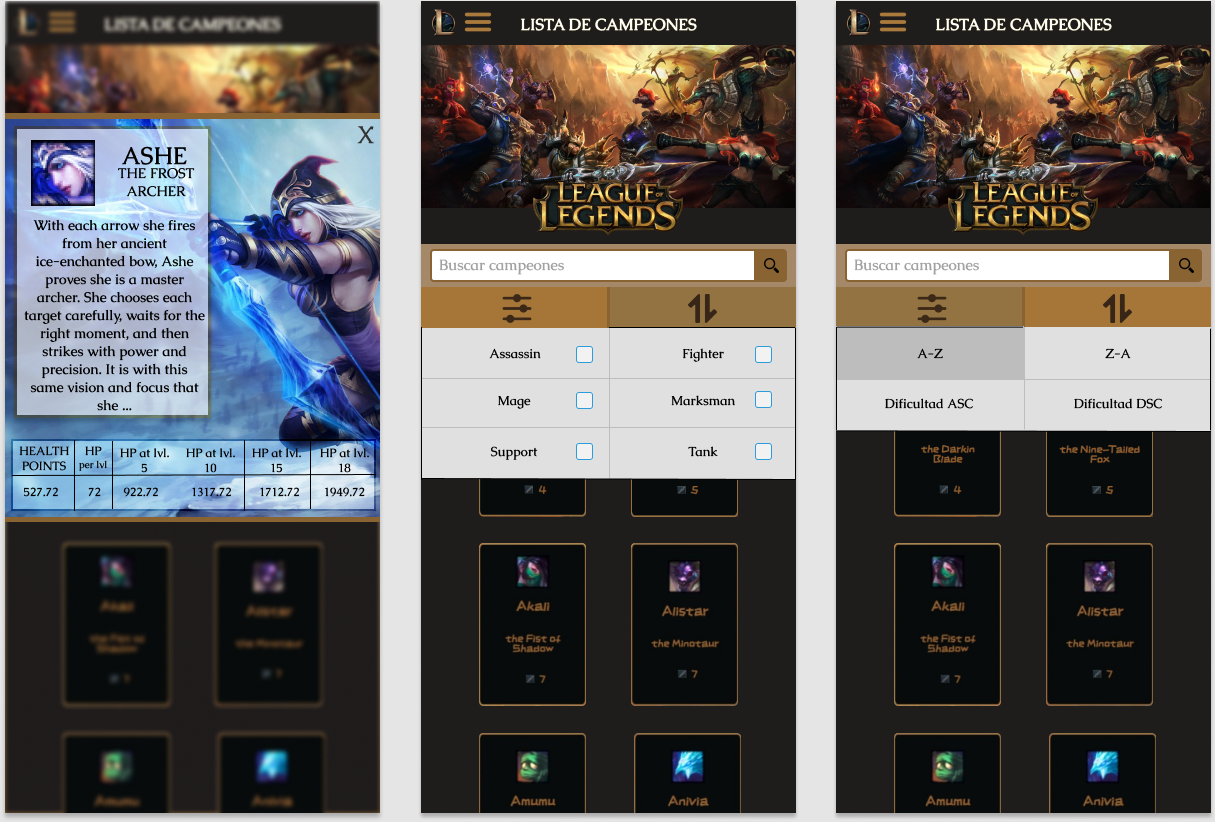 LISTA DE CAMPEONES
X
ASHE
THE FROST
ARCHER
With each arrow she fires
from her ancient
ice-enchanted bow, Ashe
proves she is a master
archer. She chooses each
target carefully, waits for the
right moment, and then
strikes with power and
precision. It is with this
same vision and focus that
she ...
HEALTH POINTS HP per lvl HP at lvl. 5 HP at lvl. 10 HP at lvl. 15 HP at lvl. 18
527.72 72 922.72 1317.72 1712.72 1949.72
Akali Alistar
the Fist of
Shadow
the Minotaur
7 7
Amumu Anivia
LISTA DE CAMPEONES
LEAGUE OF
LEGENDS
Buscar campeones
Assassin Fighter
Mage Marksman
Support Tank
4 5
Akali Alistar
the Fist of
Shadow
the Minotaur
7 7
Amumu Anivia
LISTA DE CAMPEONES
LEAGUE OF
LEGENDS
Buscar campeones
A-Z Z-A
Dificultad ASC Dificultad DSC
the Darkin
Blade
the Nine-Tailed
Fox
4 5
Akali Alistar
the Fist of
Shadow
the Minotaur
7 7
Amumu Anivia